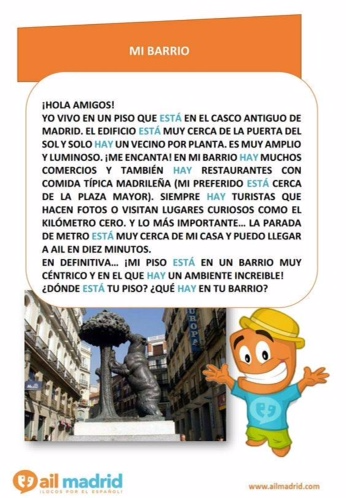 MI BARRIO
¡HOLA AMIGOS!
YO VIVO EN UN PISO QUE ESTÁ EN EL CASCO ANTIGUO DE
MADRID. EL EDIFICIO ESTÁ MUY CERCA DE LA PUERTA DEL
SOL Y SOLO HAY UN VECINO POR PLANTA. ES MUY AMPLIO
Y LUMINOSO. ¡ME ENCANTA! EN MI BARRIO HAY MUCHOS
COMERCIOS Y TAMBIÉN HAY RESTAURANTES CON
COMIDA TÍPICA MADRILEÑA (MI PREFERIDO ESTÁ CERCA
DE LA PLAZA MAYOR). SIEMPRE HAY TURISTAS QUE
HACEN FOTOS O VISITAN LUGARES CURIOSOS COMO EL
KILÓMETRO CERO. Y LO MÁS IMPORTANTE... LA PARADA
DE METRO ESTÁ MUY CERCA DE MI CASA Y PUEDO LLEGAR
A AIL EN DIEZ MINUTOS.
EN DEFINITIVA... ¡MI PISO ESTÁ EN UN BARRIO MUY
CÉNTRICO Y EN EL QUE HAY UN AMBIENTE INCREIBLE!
¿DÓNDE ESTÁ TU PISO? ¿QUÉ HAY EN TU BARRIO?
EUROPA
ail madrid
¡LOCOS POR EL ESPAÑOL!
www.ailmadrid.com